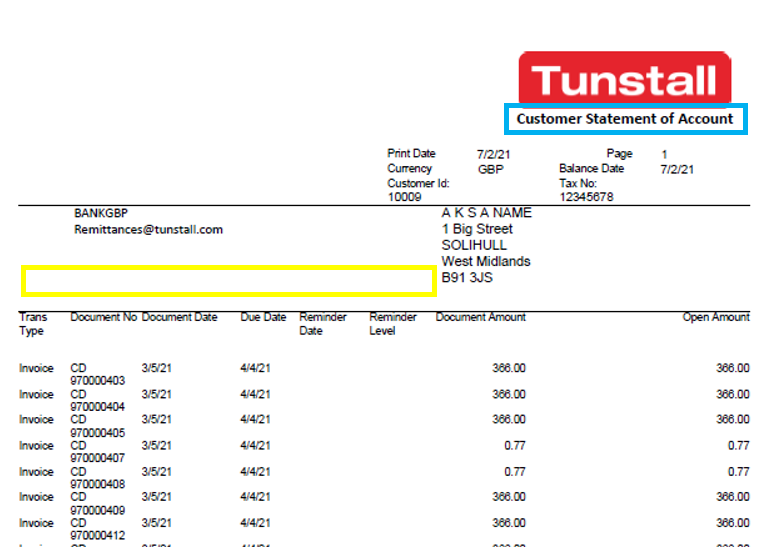 Tunstall
Customer Statement of Account
Print Date 7/2/21 Page 1
Currency GBP Balance Date 7/2/21
Customer Id: Tax No:
10009 12345678
BANKGBP A K S A NAME
Remittances@tunstall.com 1 Big Street
SOLIHULL
West Midlands
B91 3JS
Trans Document No Document Date Due Date Reminder Reminder Document Amount Open Amount
Type Date Level
Invoice CD 3/5/21 4/4/21 366.00 366.00
970000403
Invoice CD 3/5/21 4/4/21 366.00 366.00
970000404
Invoice CD 3/5/21 4/4/21 366.00 366.00
970000405
Invoice CD 3/5/21 4/4/21 0.77 0.77
970000407
Invoice CD 3/5/21 4/4/21 0.77 0.77
970000408
Invoice CD 3/5/21 4/4/21 366.00 366.00
970000409
Invoice CD 3/5/21 4/4/21 366.00 366.00
970000412